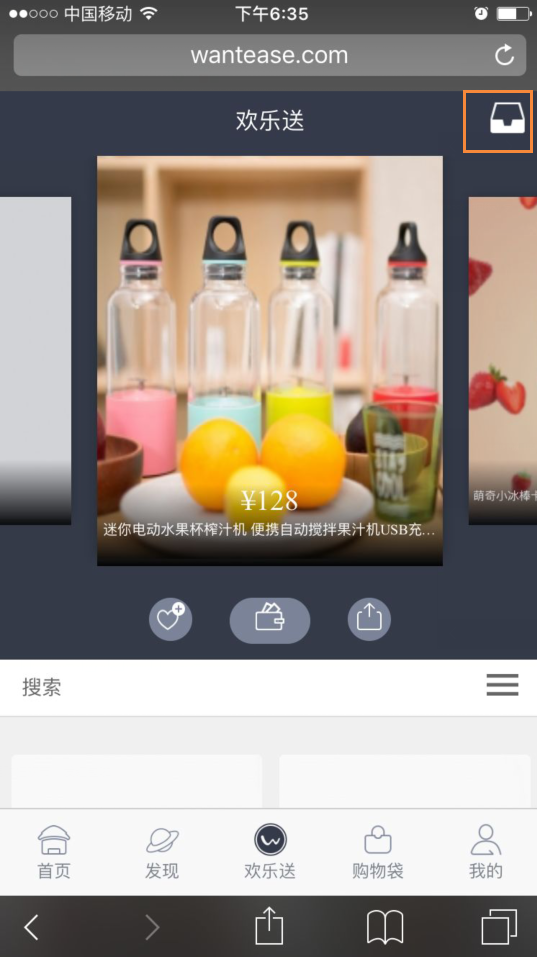 中国移动 下午6:35
wantease.com
欢乐送
¥128
迷你电动水果杯榨汁机 便携自动搅拌果汁机USB充…
萌奇小冰棒卡
搜索
首页 发现 欢乐送 购物袋 我的